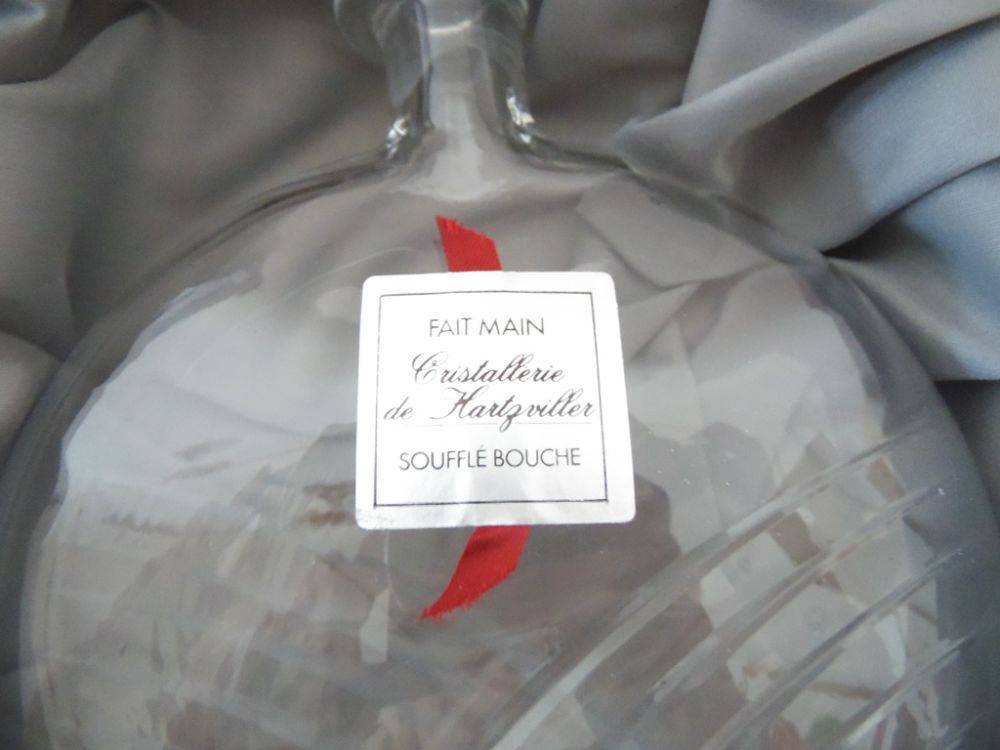 FAIT MAIN
Cristallerie
de Hartzviller
SOUFFLÉ BOUCHE